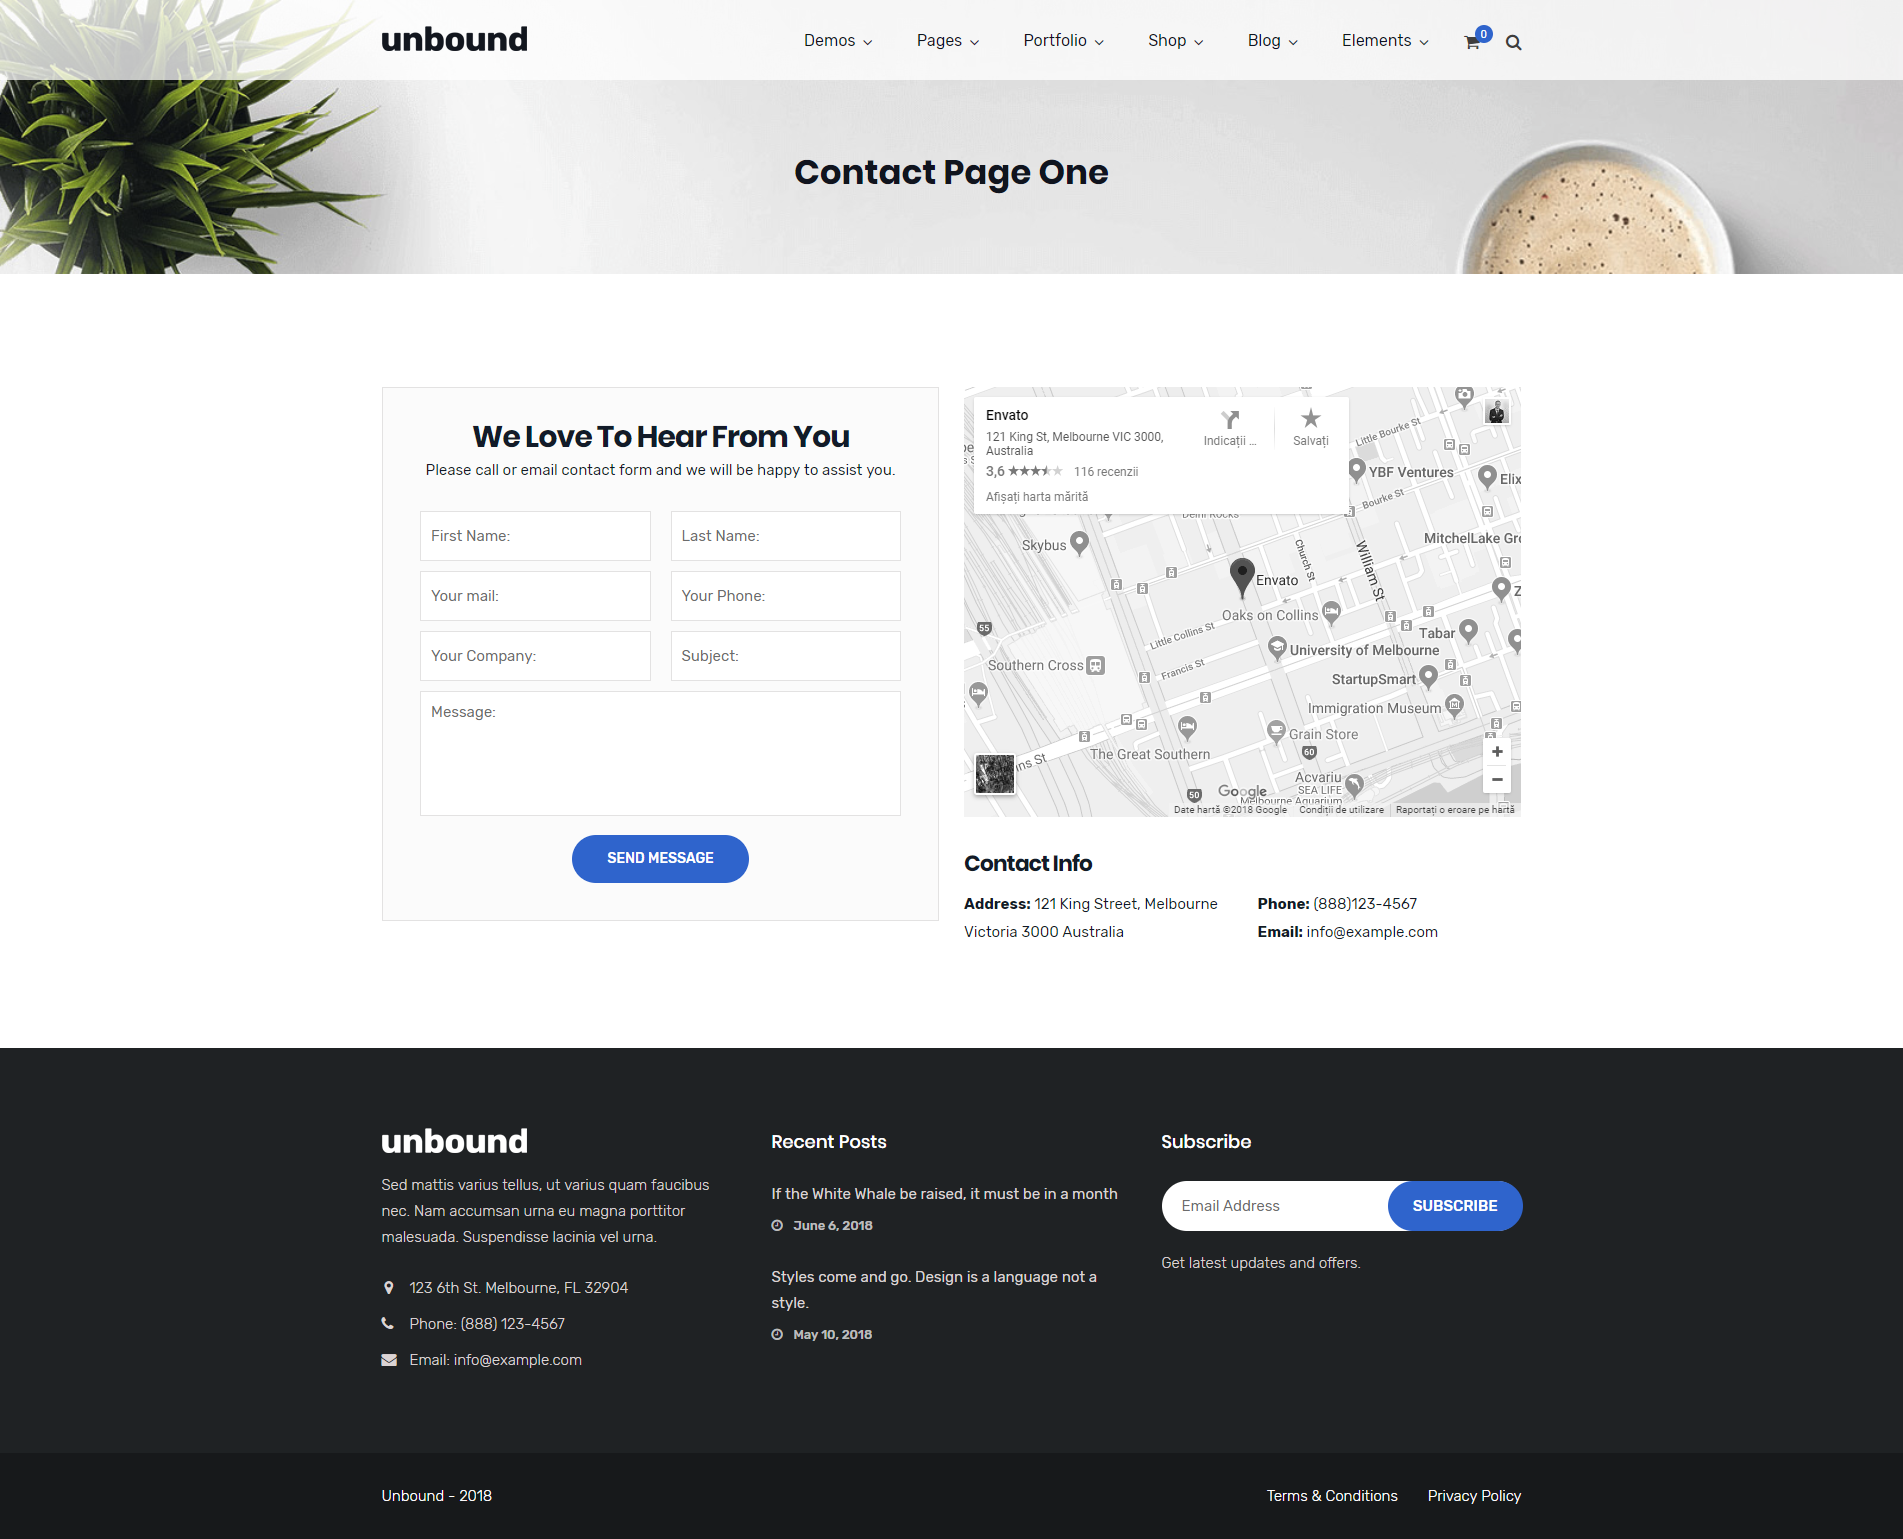 unbound
Demos Pages Portfolio Shop Blog Elements 0
Contact Page One
We Love To Hear From You
Please call or email contact form and we will be happy to assist you.
First Name: Last Name:
Your mail: Your Phone:
Your Company: Subject:
Message:
SEND MESSAGE
Envato
121 King St, Melbourne VIC 3000,
Australia
3,6 116 recenzii
Afișați harta mărită
Indicații ... Salvați
Little Bourke St
YBF Ventures
Elix
Bourke St
Skybus
MitchelLake Gro
Church St
William St
Envato
Oaks on Collins
Z
55
Little Collins St
Tabar
Southern Cross
University of Melbourne
Francis St
StartupSmart
Immigration Museum
Grain Store
The Great Southern
60
ins St
Acvariu
SEA LIFE
Melbourne Aquarium
50
Google
+
−
Date hartă ©2018 Google Condiții de utilizare Raportați o eroare pe hartă
Contact Info
Address: 121 King Street, Melbourne
Victoria 3000 Australia
Phone: (888)123-4567
Email: info@example.com
unbound
Sed mattis varius tellus, ut varius quam faucibus
nec. Nam accumsan urna eu magna porttitor
malesuada. Suspendisse lacinia vel urna.
123 6th St. Melbourne, FL 32904
Phone: (888) 123-4567
Email: info@example.com
Recent Posts
If the White Whale be raised, it must be in a month
June 6, 2018
Styles come and go. Design is a language not a
style.
May 10, 2018
Subscribe
Email Address SUBSCRIBE
Get latest updates and offers.
Unbound - 2018
Terms & Conditions Privacy Policy